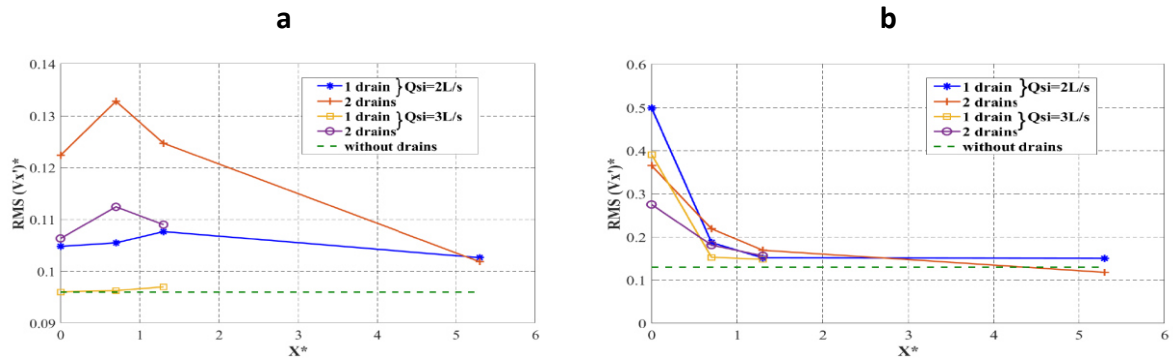 a
0.14
0.13
0.12
0.11
0.1
0.09
RMS (Vx')*
1 drain }Qsi=2L/s
2 drains
1 drain }Qsi=3L/s
2 drains
without drains
0 1 2 3 4 5 6
X*
b
0.6
0.5
0.4
0.3
0.2
0.1
0
RMS (Vx')*
1 drain }Qsi=2L/s
2 drains
1 drain }Qsi=3L/s
2 drains
without drains
0 1 2 3 4 5 6
X*